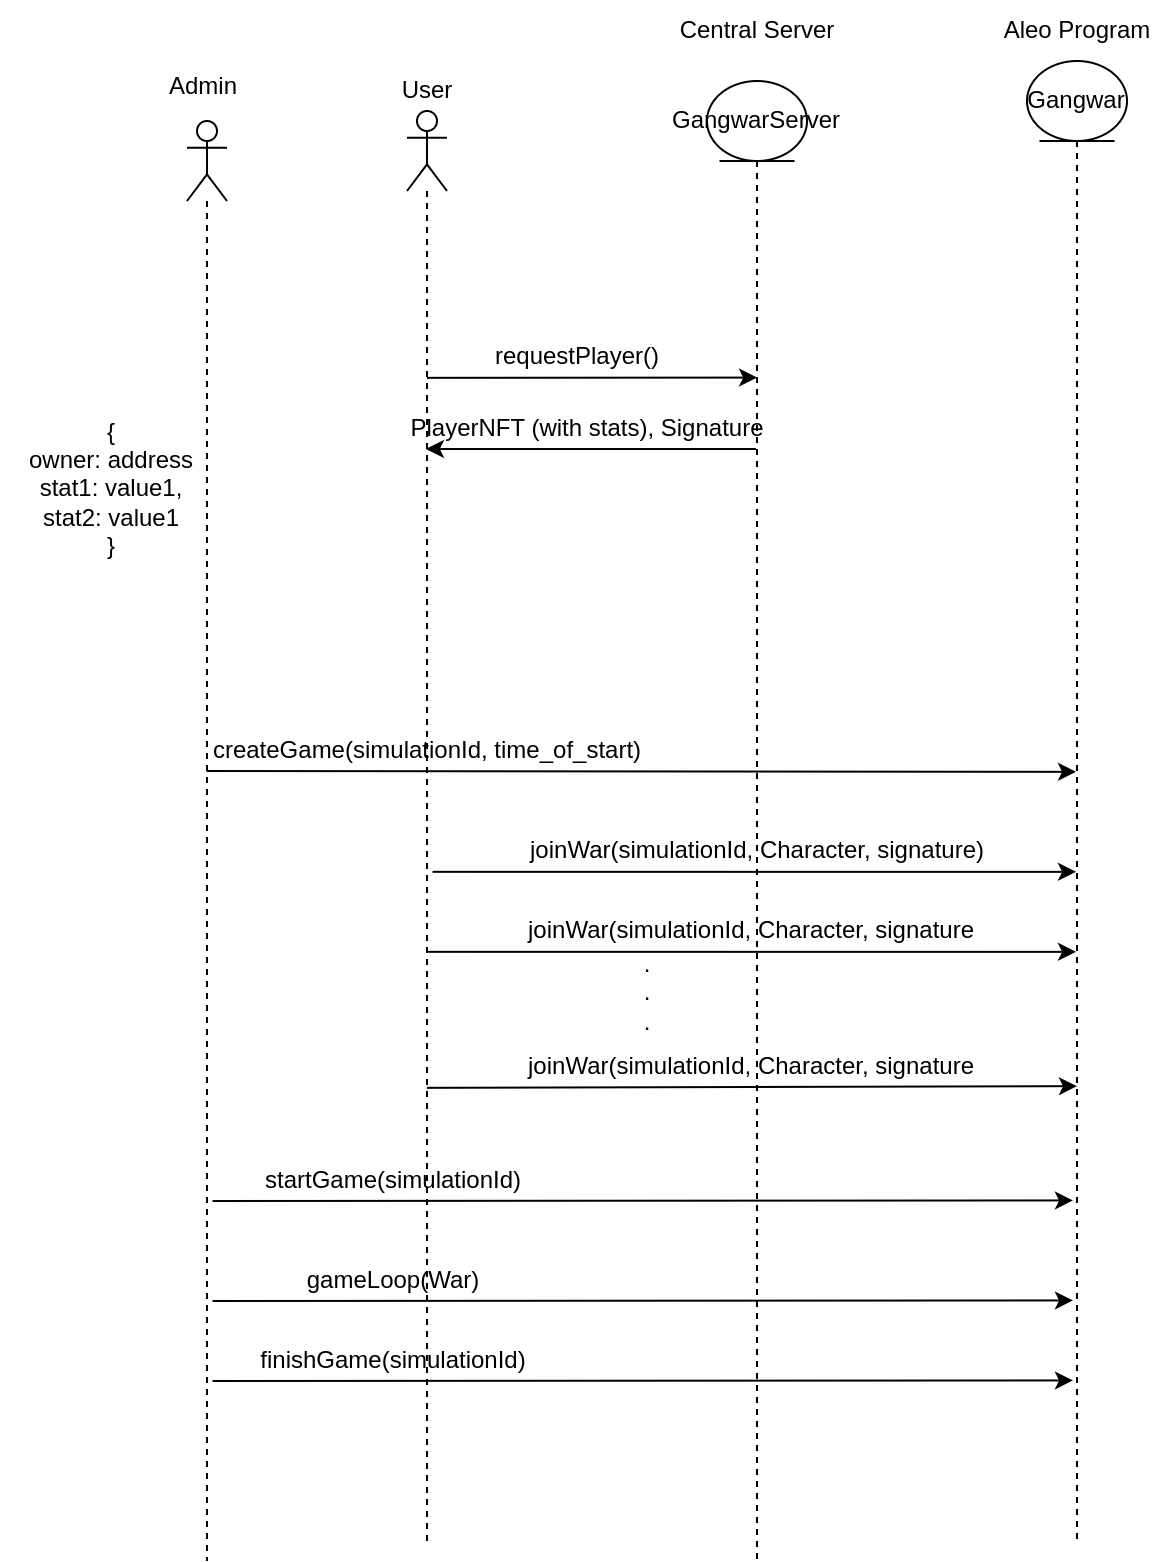 Central Server
Aleo Program
Admin
User
GangwarServer
Gangwar
requestPlayer()
PlayerNFT (with stats), Signature
{
owner: address
stat1: value1,
stat2: value1
}
createGame(simulationId, time_of_start)
joinWar(simulationId, Character, signature)
joinWar(simulationId, Character, signature
.
.
.
joinWar(simulationId, Character, signature
startGame(simulationId)
gameLoop(War)
finishGame(simulationId)